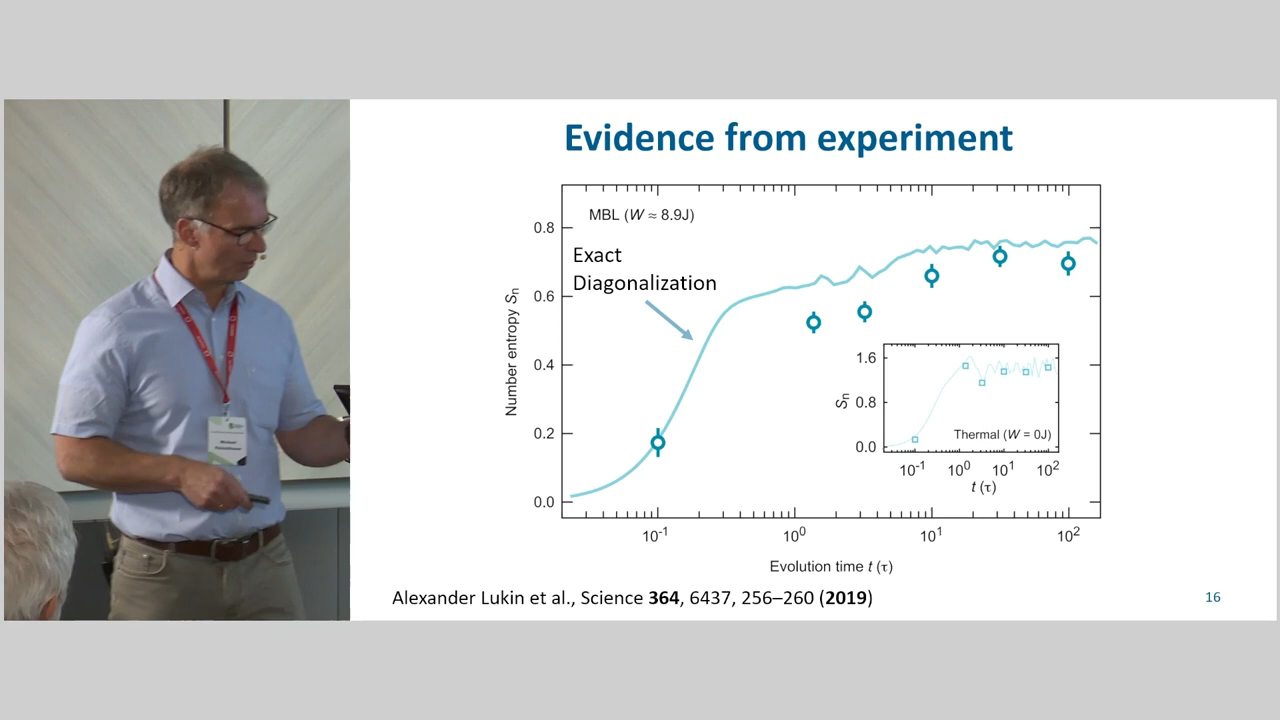 Evidence from experiment
MBL (W ≈ 8.9J)
Exact
Diagonalization
Number entropy Sn
0.8
0.6
0.4
0.2
0.0
10-1
100
101
102
Evolution time t (τ)
Sn
1.6
0.8
0.0
Thermal (W = 0J)
10-1
100
101
102
t (τ)
Alexander Lukin et al., Science 364, 6437, 256–260 (2019)
16